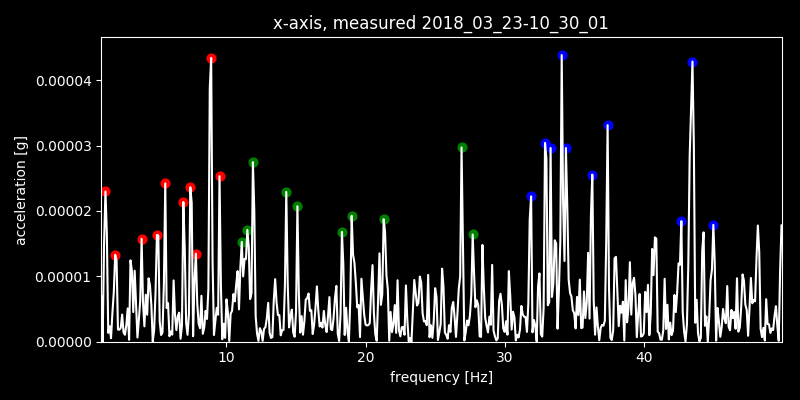 x-axis, measured 2018_03_23-10_30_01
0.00004
0.00003
0.00002
0.00001
0.00000
acceleration [g]
10 20 30 40
frequency [Hz]